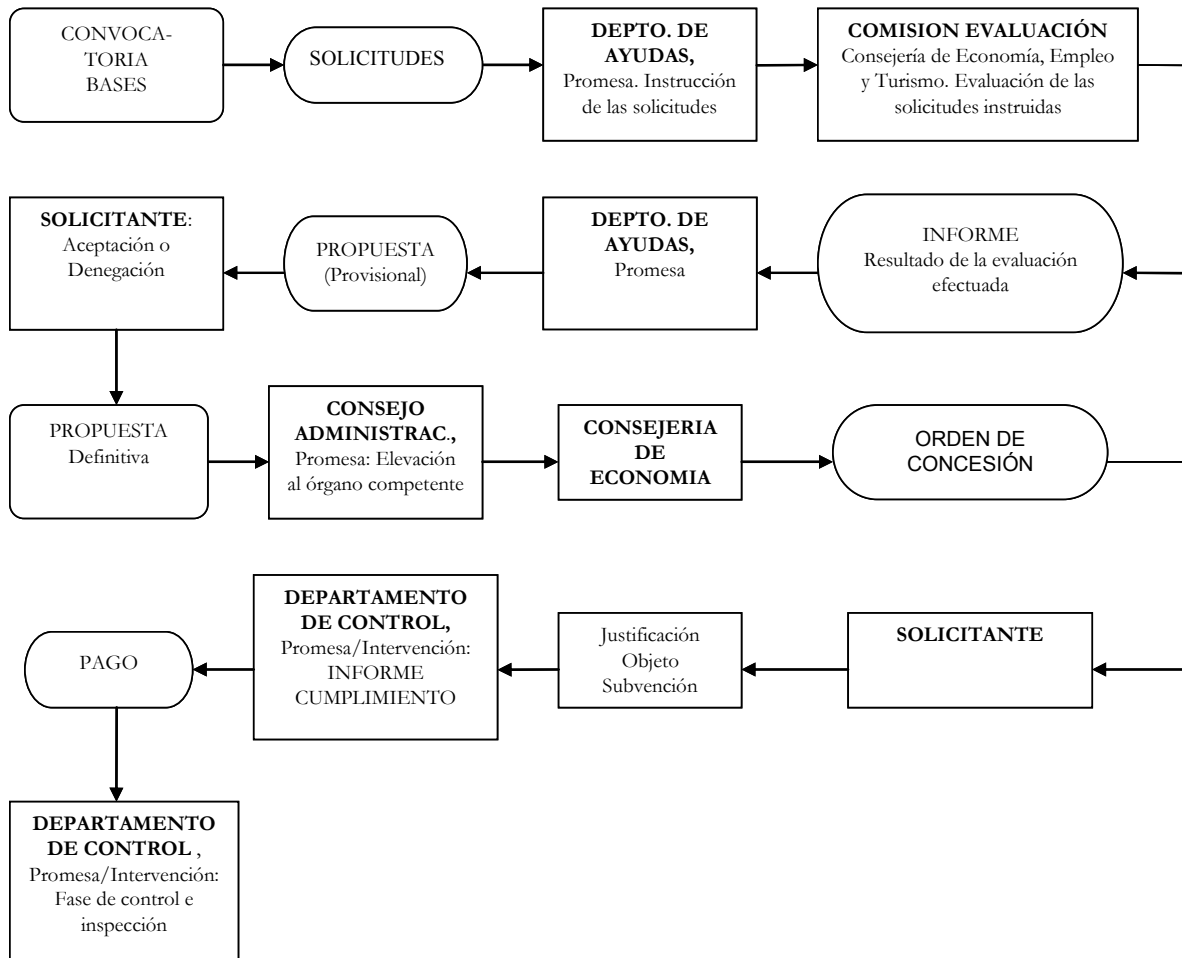 CONVOCA-
TORIA
BASES
SOLICITUDES
DEPTO. DE
AYUDAS,
Promesa. Instrucción
de las solicitudes
COMISION EVALUACIÓN
Consejería de Economía, Empleo
y Turismo. Evaluación de las
solicitudes instruidas
SOLICITANTE:
Aceptación o
Denegación
PROPUESTA
(Provisional)
DEPTO. DE
AYUDAS,
Promesa
INFORME
Resultado de la evaluación
efectuada
PROPUESTA
Definitiva
CONSEJO
ADMINISTRAC.,
Promesa: Elevación
al órgano competente
CONSEJERIA
DE
ECONOMIA
ORDEN DE
CONCESIÓN
PAGO
DEPARTAMENTO
DE CONTROL,
Promesa/Intervención:
INFORME
CUMPLIMIENTO
Justificación
Objeto
Subvención
SOLICITANTE
DEPARTAMENTO
DE CONTROL ,
Promesa/Intervención:
Fase de control e
inspección